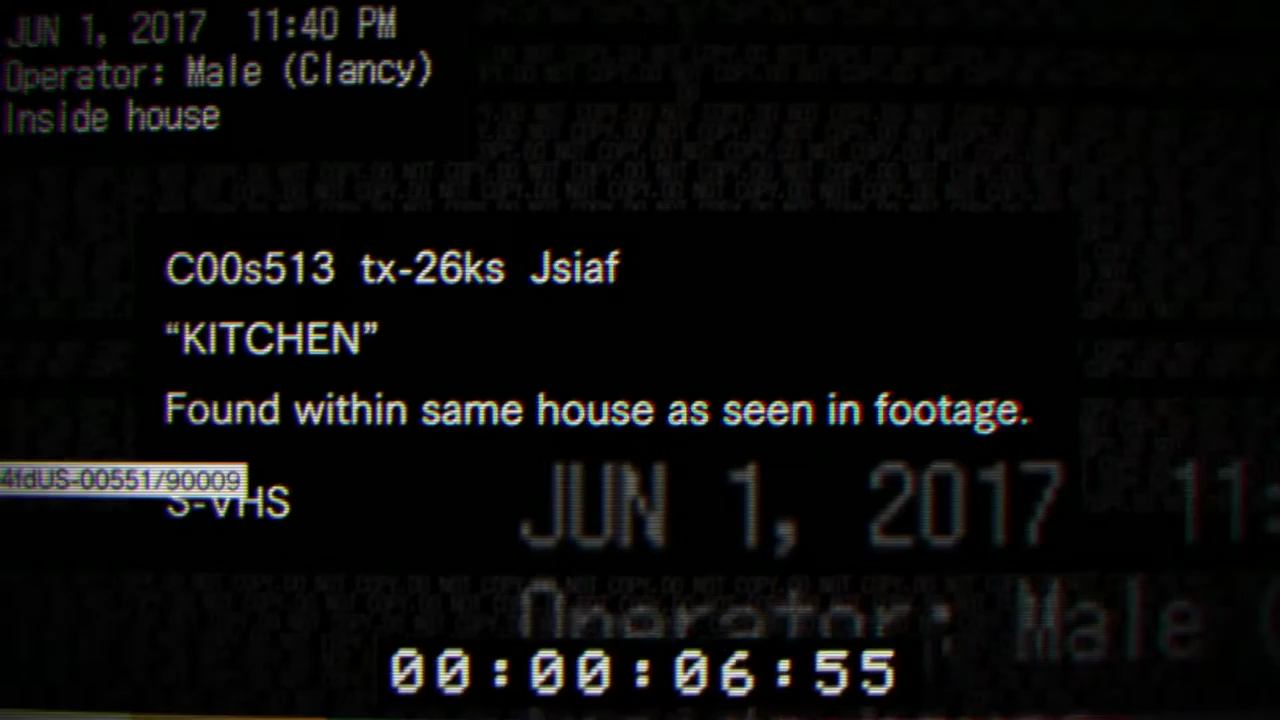 JUN 1, 2017 11:40 PM
Operator: Male (Clancy)
Inside house
C00s513 tx-26ks Jsiaf
“KITCHEN”
Found within same house as seen in footage.
4fdUS-00551/90009
S-VHS
JUN 1, 2017 11:
Operator: Male
00:00:06:55